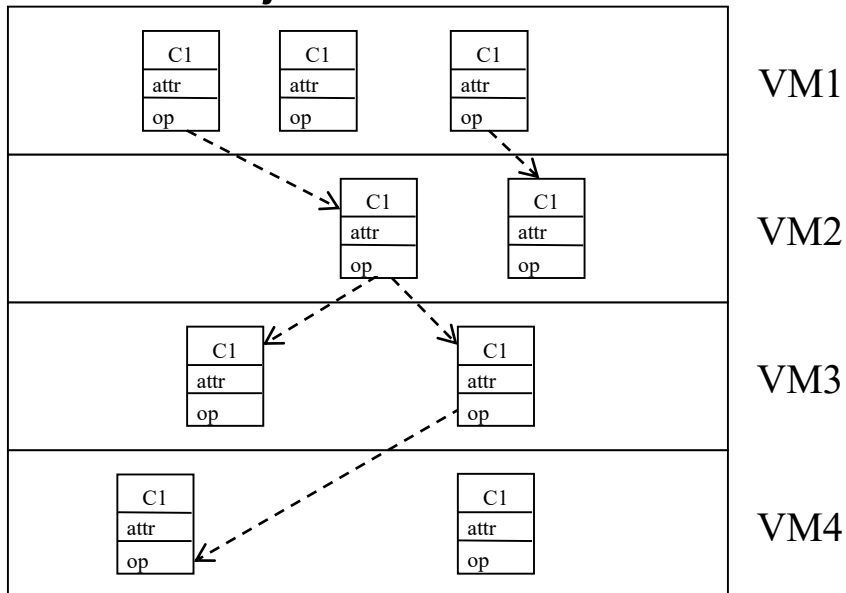 C1 C1 C1
attr attr attr
op op op
VM1
C1 C1
attr attr
op op
VM2
C1 C1
attr attr
op op
VM3
C1 C1
attr attr
op op
VM4